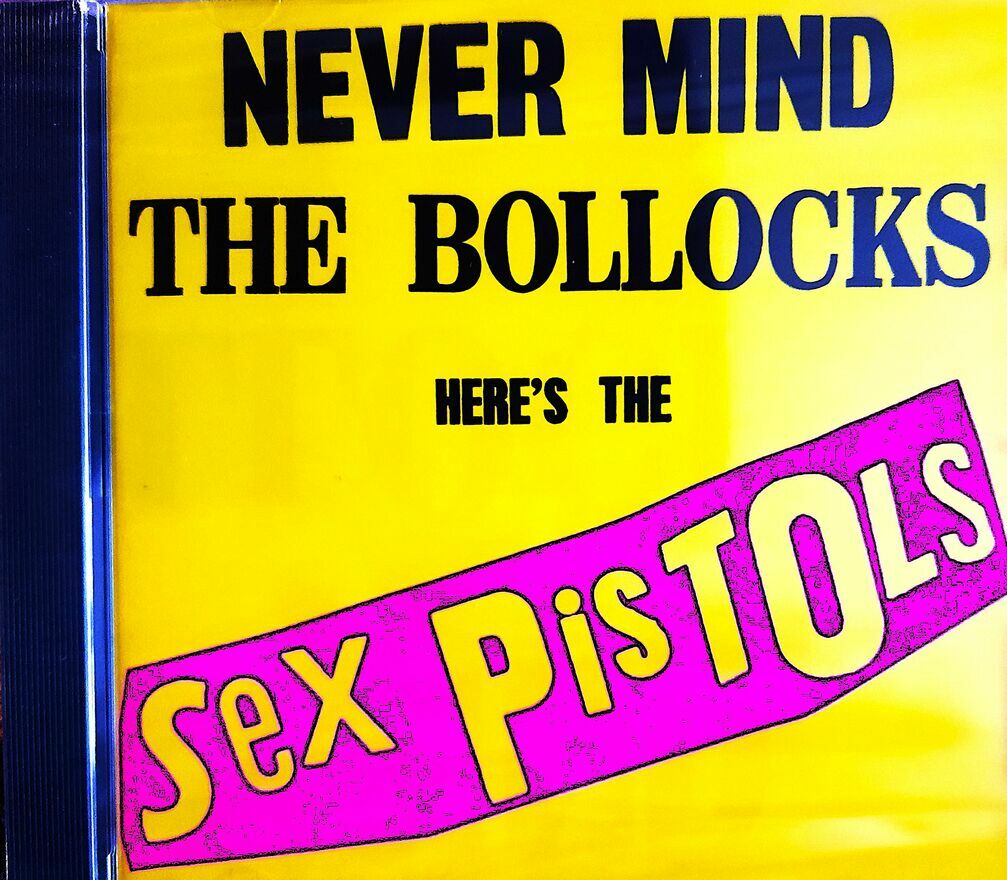 NEVER MIND
THE BOLLOCKS
HERE'S THE
SeX PiSTOLS